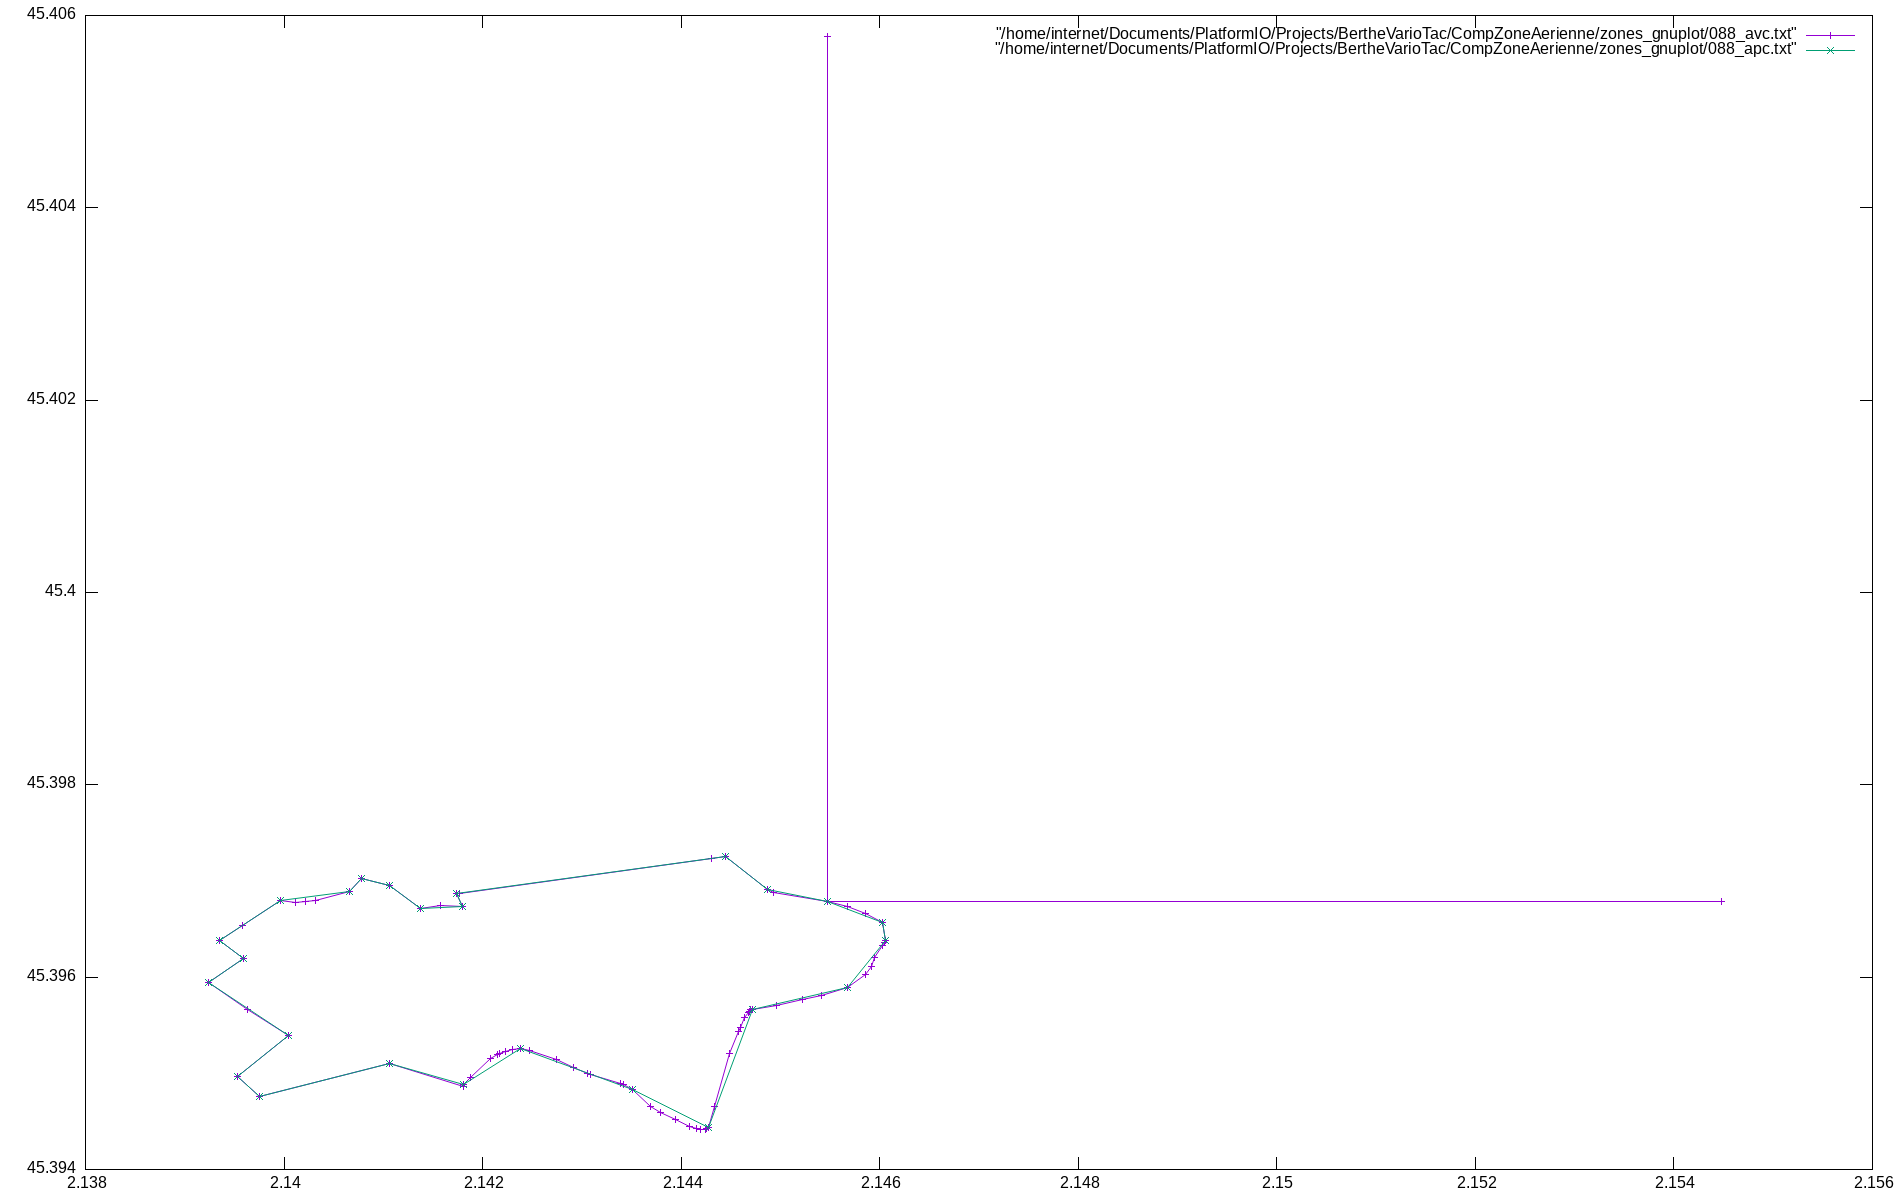 45.406
"/home/internet/Documents/PlatformIO/Projects/BertheVarioTac/CompZoneAerienne/zones_gnuplot/088_avc.txt"
"/home/internet/Documents/PlatformIO/Projects/BertheVarioTac/CompZoneAerienne/zones_gnuplot/088_apc.txt"
45.404
45.402
45.4
45.398
45.396
45.394
2.138 2.14 2.142 2.144 2.146 2.148 2.15 2.152 2.154 2.156